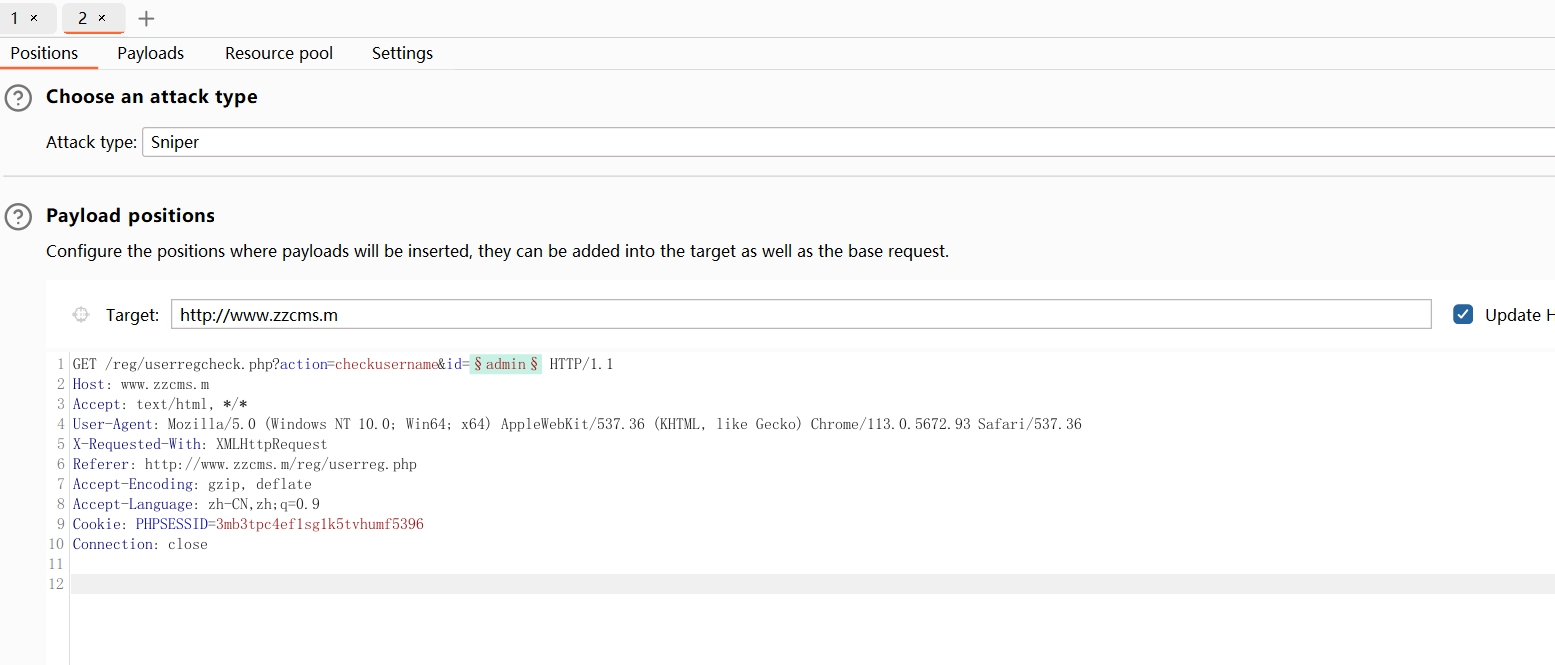 1 × 2 × +
Positions Payloads Resource pool Settings
? Choose an attack type
Attack type: Sniper
? Payload positions
Configure the positions where payloads will be inserted, they can be added into the target as well as the base request.
Target: http://www.zzcms.m Update H
1 GET /reg/userregcheck.php?action=checkusername&id=§admin§ HTTP/1.1
2 Host: www.zzcms.m
3 Accept: text/html, */*
4 User-Agent: Mozilla/5.0 (Windows NT 10.0; Win64; x64) AppleWebKit/537.36 (KHTML, like Gecko) Chrome/113.0.5672.93 Safari/537.36
5 X-Requested-With: XMLHttpRequest
6 Referer: http://www.zzcms.m/reg/userreg.php
7 Accept-Encoding: gzip, deflate
8 Accept-Language: zh-CN,zh;q=0.9
9 Cookie: PHPSESSID=3mb3tpc4ef1sg1k5tvhumf5396
10 Connection: close
11
12